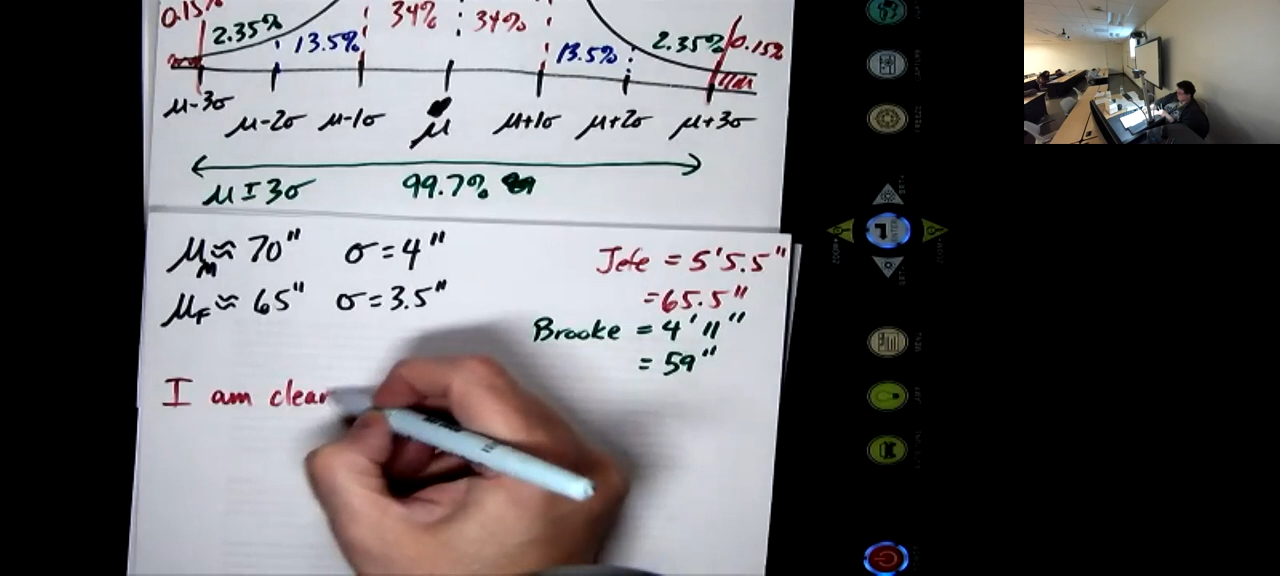 0.15% 2.35% 13.5% 34% 34% 13.5% 2.35% 0.15%
μ-3σ μ-2σ μ-1σ μ μ+1σ μ+2σ μ+3σ
μ±3σ 99.7%
μM ≈ 70" σ=4"
μF ≈ 65" σ=3.5"
Jefe = 5'5.5"
=65.5"
Brooke = 4'11"
= 59"
I am clear